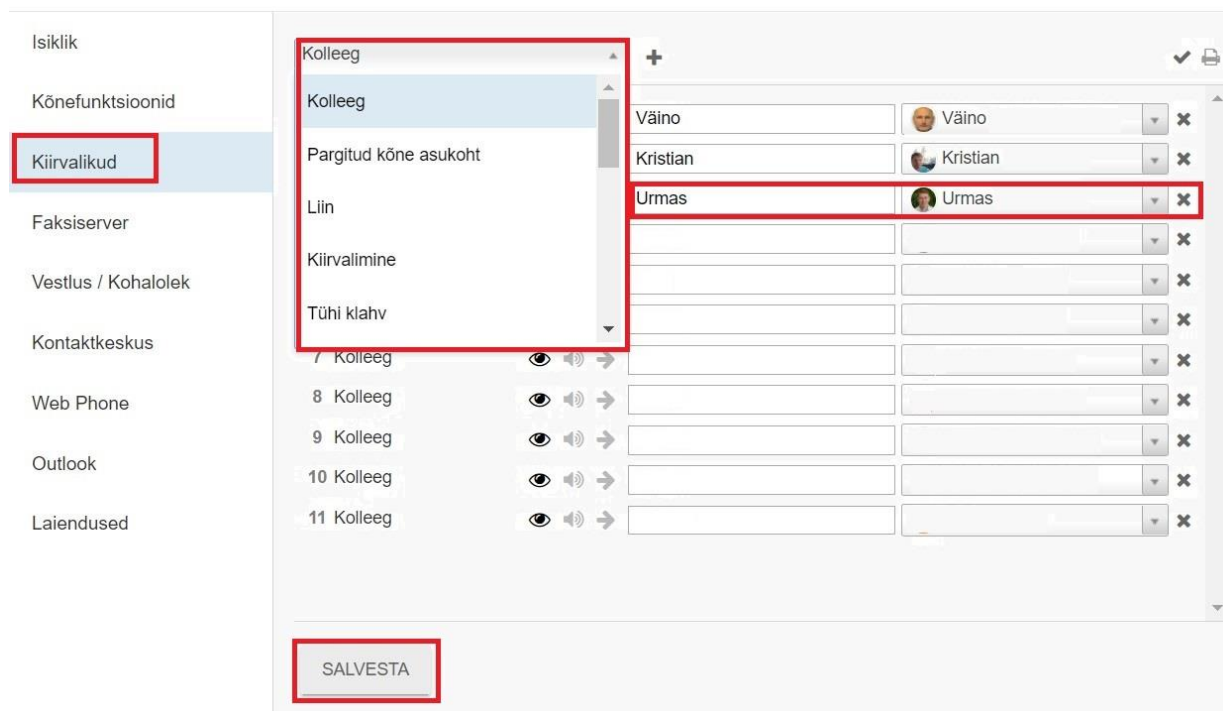 Isiklik
Kõnefunktsioonid
Kiirvalikud
Faksiserver
Vestlus / Kohalolek
Kontaktkeskus
Web Phone
Outlook
Laiendused
Kolleeg
Kolleeg
Pargitud kõne asukoht
Liin
Kiirvalimine
Tühi klahv
Väino Väino
Kristian Kristian
Urmas Urmas
7 Kolleeg
8 Kolleeg
9 Kolleeg
10 Kolleeg
11 Kolleeg
SALVESTA